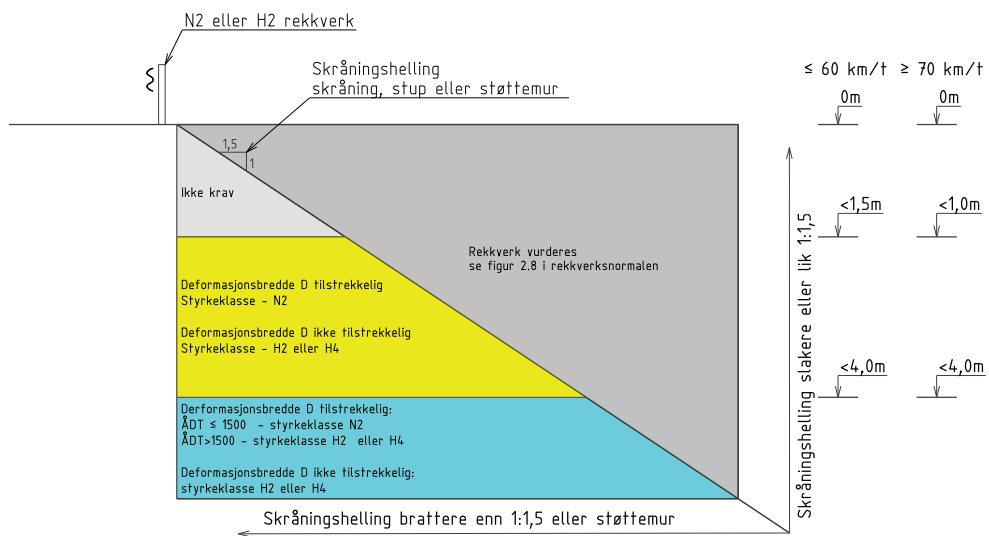 N2 eller H2 rekkverk
Skråningshelling
skråning, stup eller støttemur
≤ 60 km/t ≥ 70 km/t
0m 0m
1,5
1
Ikke krav
<1,5m <1,0m
Rekkverk vurderes
se figur 2.8 i rekkverksnormalen
Deformasjonsbredde D tilstrekkelig
Styrkeklasse – N2
Deformasjonsbredde D ikke tilstrekkelig
Styrkeklasse – H2 eller H4
<4,0m <4,0m
Derformasjonsbredde D tilstrekkelig:
ÅDT ≤ 1500 – styrkeklasse N2
ÅDT>1500 – styrkeklasse H2 eller H4
Deformasjonsbredde D ikke tilstrekkelig:
styrkeklasse H2 eller H4
Skråningshelling slakere eller lik 1:1,5
Skråningshelling brattere enn 1:1,5 eller støttemur